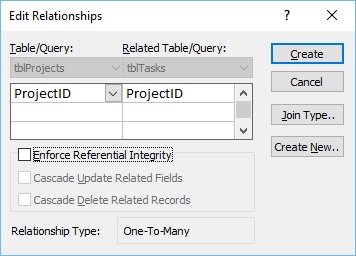 Edit Relationships ? ×
Table/Query: Related Table/Query:
tblProjects tblTasks
ProjectID ProjectID
Enforce Referential Integrity
Cascade Update Related Fields
Cascade Delete Related Records
Relationship Type: One-To-Many
Create
Cancel
Join Type..
Create New..